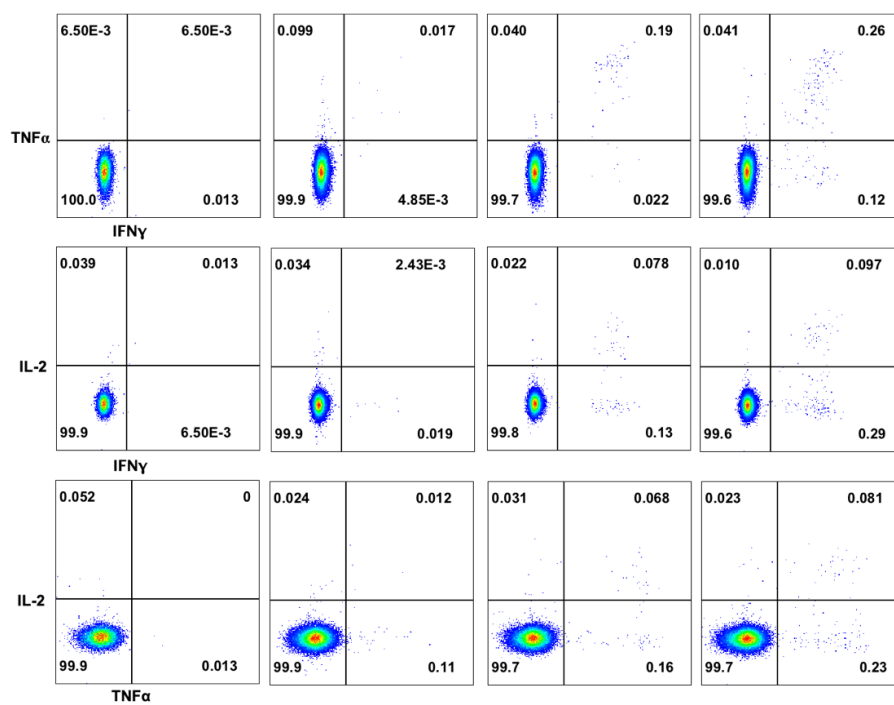 6.50E-3 6.50E-3 0.099 0.017 0.040 0.19 0.041 0.26
TNFα
100.0 0.013 99.9 4.85E-3 99.7 0.022 99.6 0.12
IFNγ
0.039 0.013 0.034 2.43E-3 0.022 0.078 0.010 0.097
IL-2
99.9 6.50E-3 99.9 0.019 99.8 0.13 99.6 0.29
IFNγ
0.052 0 0.024 0.012 0.031 0.068 0.023 0.081
IL-2
99.9 0.013 99.9 0.11 99.7 0.16 99.7 0.23
TNFα